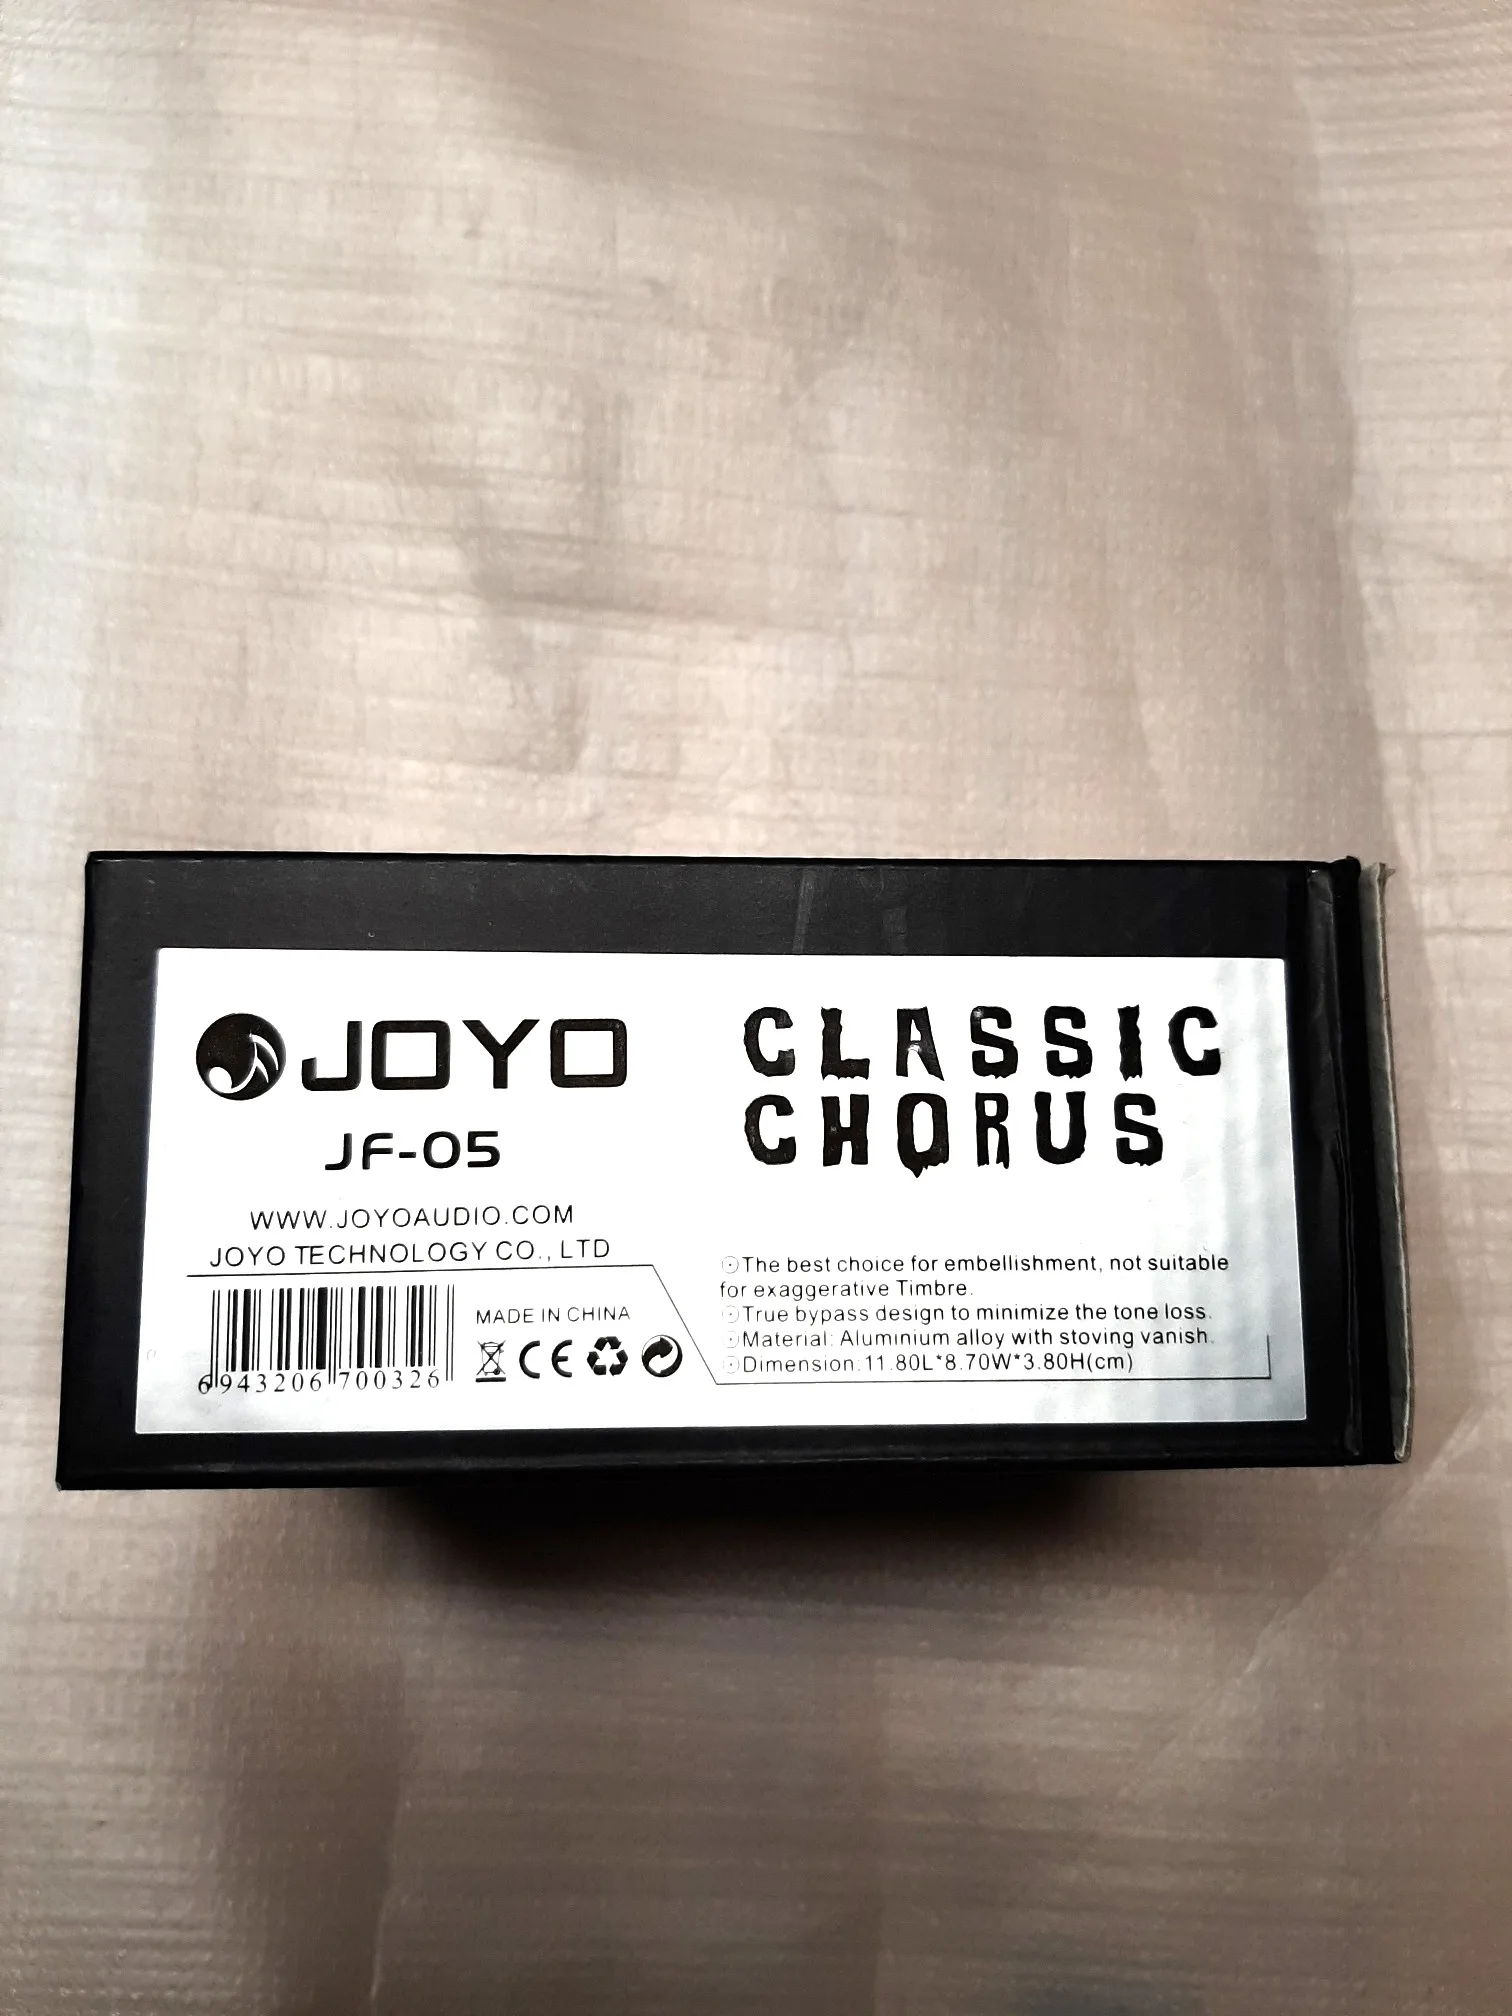 JOYO
JF-05
WWW.JOYOAUDIO.COM
JOYO TECHNOLOGY CO., LTD
6943206700326
MADE IN CHINA
CE
CLASSIC
CHORUS
⊙The best choice for embellishment, not suitable
for exaggerative Timbre.
⊙True bypass design to minimize the tone loss.
⊙Material: Aluminium alloy with stoving vanish.
⊙Dimension:11.80L*8.70W*3.80H(cm)